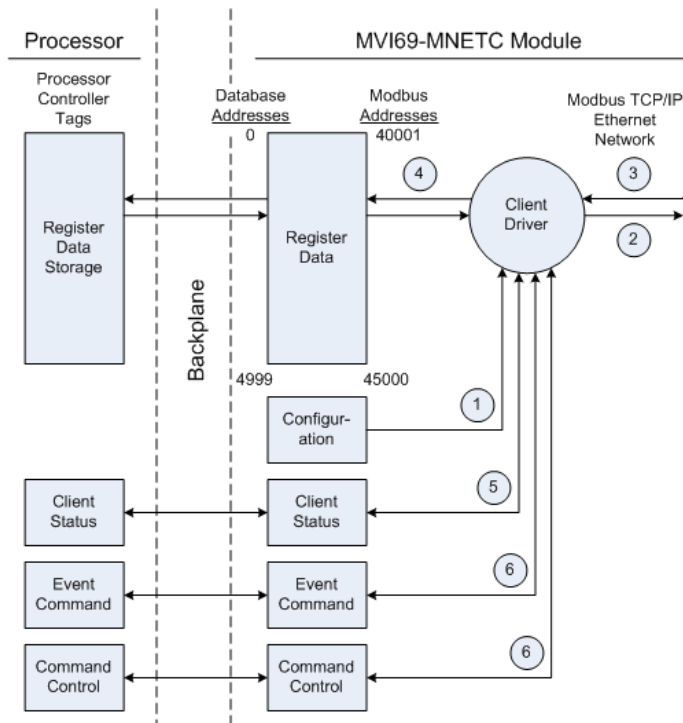 Processor
MVI69-MNETC Module
Processor
Controller
Tags
Database
Addresses
0
Modbus
Addresses
40001
Modbus TCP/IP
Ethernet
Network
Register
Data
Storage
Backplane
Register
Data
4
Client
Driver
3
2
4999
45000
Configur-
ation
1
Client
Status
Client
Status
5
Event
Command
Event
Command
6
Command
Control
Command
Control
6